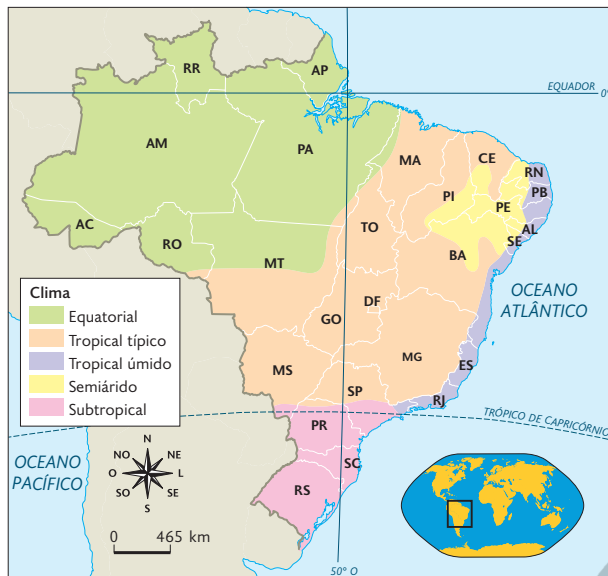 RR
AP
EQUADOR
0°
AM
PA
MA
CE
RN
PB
PI
PE
AC
TO
AL
RO
SE
MT
BA
Clima
Equatorial
Tropical típico
Tropical úmido
Semiárido
Subtropical
OCEANO
ATLÂNTICO
DF
GO
MG
MS
ES
SP
RJ
TRÓPICO DE CAPRICÓRNIO
PR
SC
RS
OCEANO
PACÍFICO
N
NO
NE
O
L
SO
SE
S
0
465 km
50° O